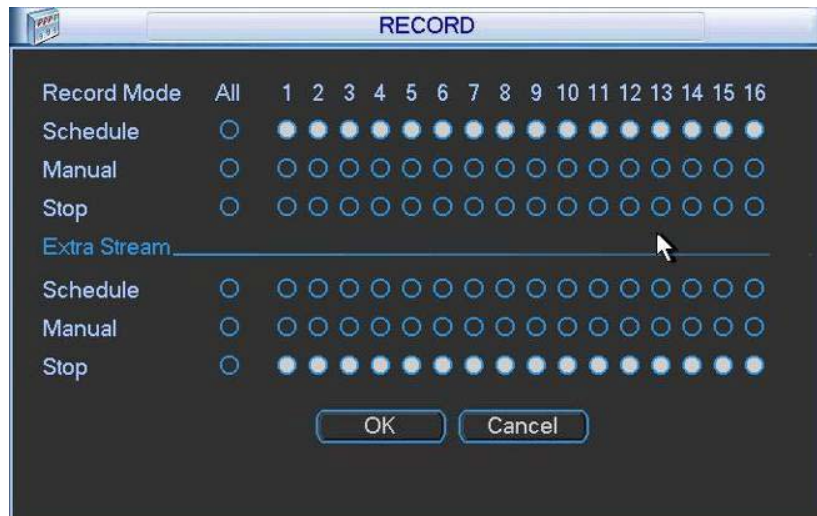 RECORD
Record Mode All 1 2 3 4 5 6 7 8 9 10 11 12 13 14 15 16
Schedule
Manual
Stop
Extra Stream
Schedule
Manual
Stop
OK Cancel